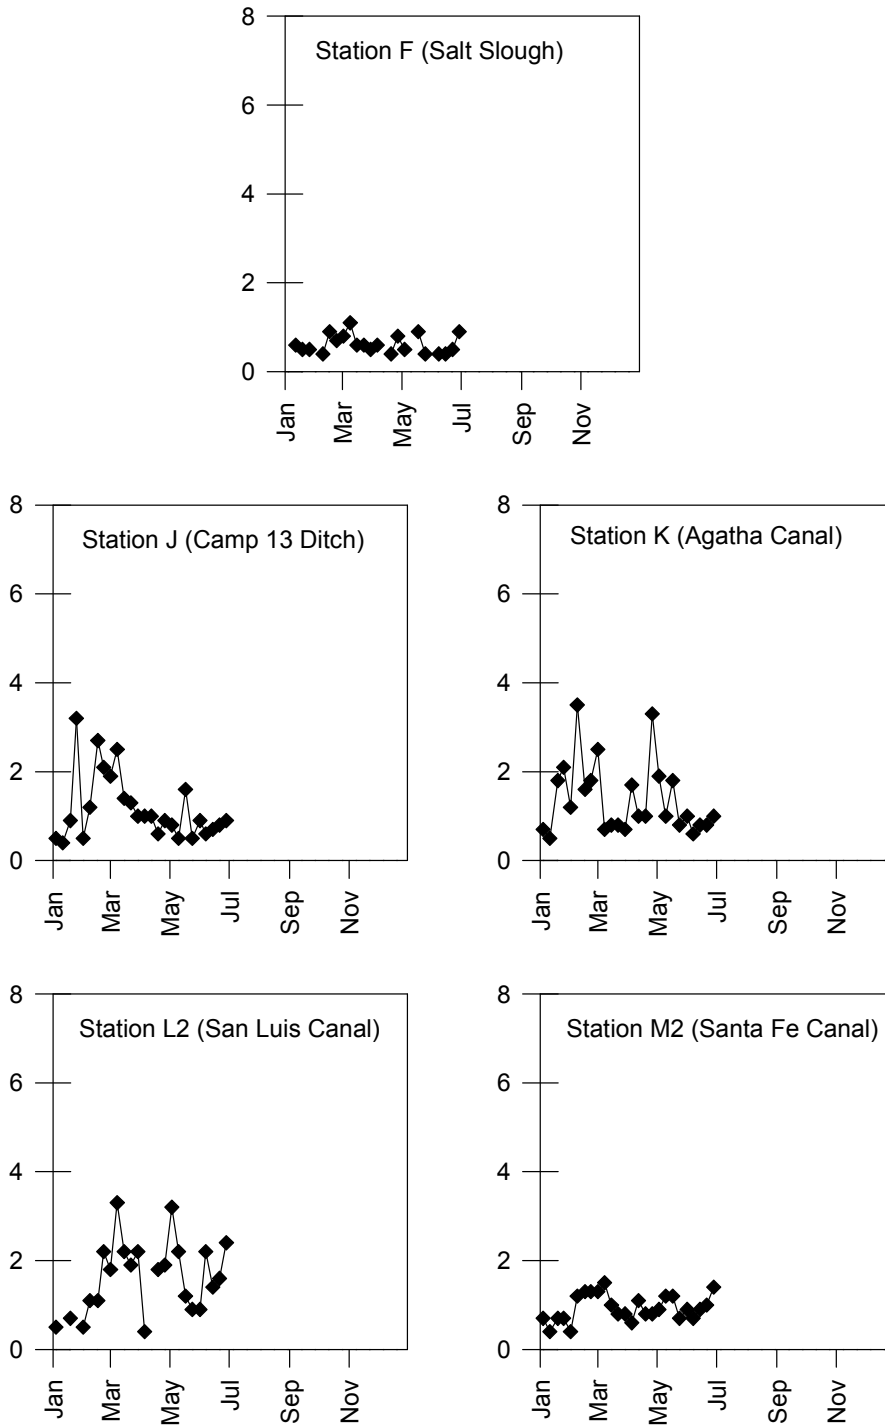 8
Station F (Salt Slough)
6
4
2
0
Jan Mar May Jul Sep Nov
8 8
Station J (Camp 13 Ditch) Station K (Agatha Canal)
6 6
4 4
2 2
0 0
Jan Mar May Jul Sep Nov Jan Mar May Jul Sep Nov
8 8
Station L2 (San Luis Canal) Station M2 (Santa Fe Canal)
6 6
4 4
2 2
0 0
Jan Mar May Jul Sep Nov Jan Mar May Jul Sep Nov